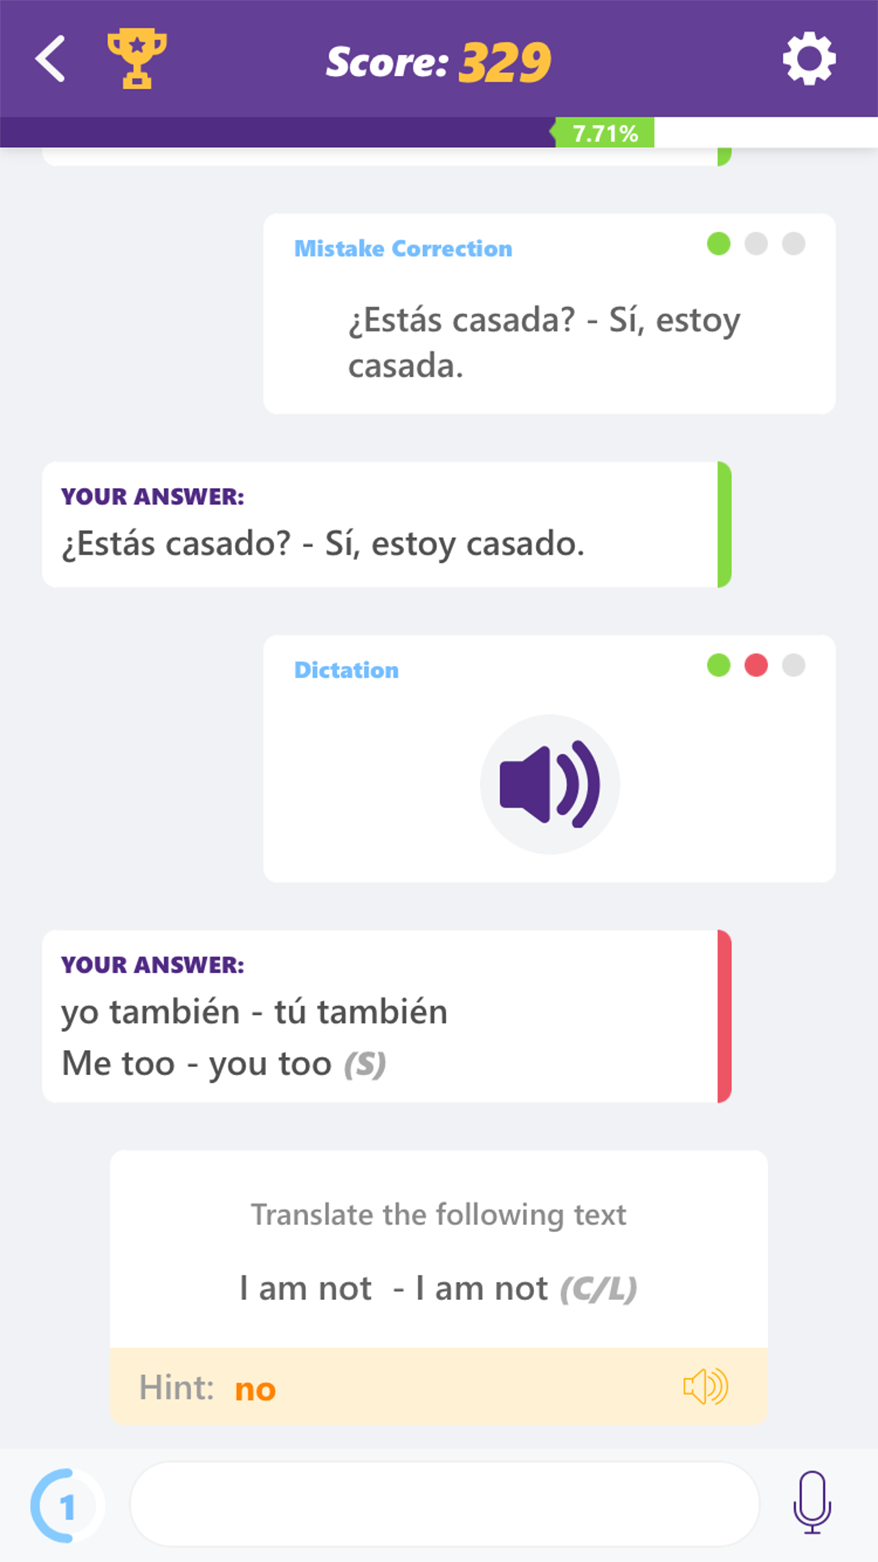 Score: 329
7.71%
Mistake Correction
¿Estás casada? - Sí, estoy
casada.
YOUR ANSWER:
¿Estás casado? - Sí, estoy casado.
Dictation
YOUR ANSWER:
yo también - tú también
Me too - you too (S)
Translate the following text
I am not - I am not (C/L)
Hint: no
1